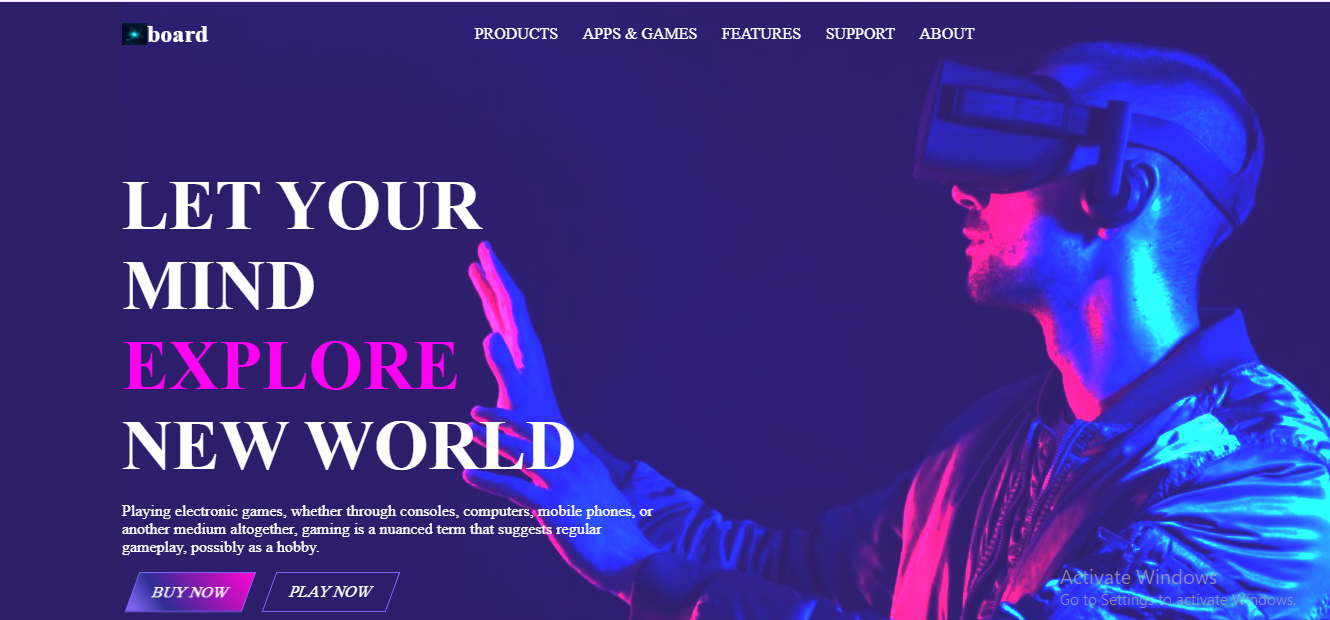 board
PRODUCTS APPS & GAMES FEATURES SUPPORT ABOUT
LET YOUR
MIND
EXPLORE
NEW WORLD
Playing electronic games, whether through consoles, computers, mobile phones, or
another medium altogether, gaming is a nuanced term that suggests regular
gameplay, possibly as a hobby.
BUY NOW PLAY NOW
Activate Windows
Go to Settings to activate Windows.